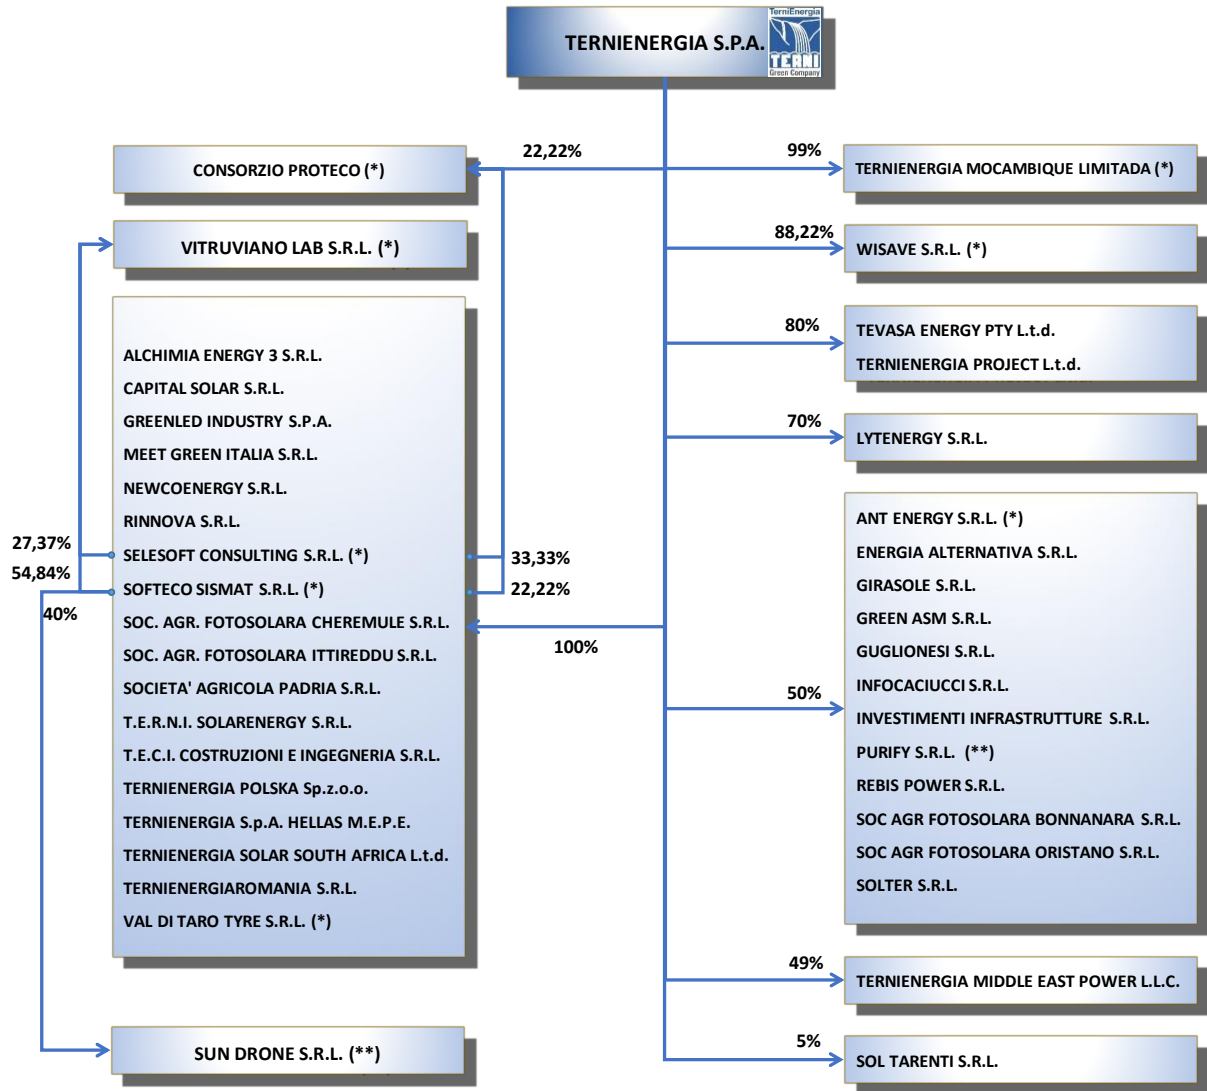 TERNIENERGIA S.P.A.
TerniEnergia
TERNI
Green Company
22,22%
99%
CONSORZIO PROTECO (*)
TERNIENERGIA MOCAMBIQUE LIMITADA (*)
VITRUVIANO LAB S.R.L. (*)
88,22%
WISAVE S.R.L. (*)
80%
TEVASA ENERGY PTY L.t.d.
TERNIENERGIA PROJECT L.t.d.
70%
LYTENERGY S.R.L.
ALCHIMIA ENERGY 3 S.R.L.
CAPITAL SOLAR S.R.L.
GREENLED INDUSTRY S.P.A.
MEET GREEN ITALIA S.R.L.
NEWCOENERGY S.R.L.
RINNOVA S.R.L.
SELESOFT CONSULTING S.R.L. (*)
SOFTECO SISMAT S.R.L. (*)
SOC. AGR. FOTOSOLARA CHEREMULE S.R.L.
SOC. AGR. FOTOSOLARA ITTIREDDU S.R.L.
SOCIETA' AGRICOLA PADRIA S.R.L.
T.E.R.N.I. SOLARENERGY S.R.L.
T.E.C.I. COSTRUZIONI E INGEGNERIA S.R.L.
TERNIENERGIA POLSKA Sp.z.o.o.
TERNIENERGIA S.p.A. HELLAS M.E.P.E.
TERNIENERGIA SOLAR SOUTH AFRICA L.t.d.
TERNIENERGIAROMANIA S.R.L.
VAL DI TARO TYRE S.R.L. (*)
27,37%
54,84%
40%
33,33%
22,22%
100%
50%
ANT ENERGY S.R.L. (*)
ENERGIA ALTERNATIVA S.R.L.
GIRASOLE S.R.L.
GREEN ASM S.R.L.
GUGLIONESI S.R.L.
INFOCACIUCCI S.R.L.
INVESTIMENTI INFRASTRUTTURE S.R.L.
PURIFY S.R.L. (**)
REBIS POWER S.R.L.
SOC AGR FOTOSOLARA BONNANARA S.R.L.
SOC AGR FOTOSOLARA ORISTANO S.R.L.
SOLTER S.R.L.
49%
TERNIENERGIA MIDDLE EAST POWER L.L.C.
5%
SUN DRONE S.R.L. (**)
SOL TARENTI S.R.L.